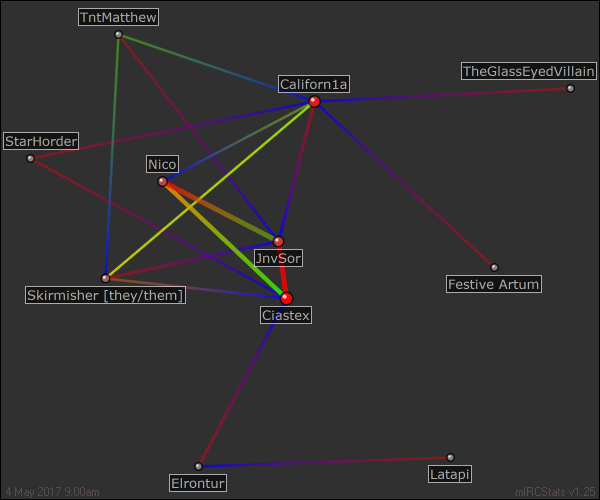 TntMatthew
TheGlassEyedVillain
Californ1a
StarHorder
Nico
JnvSor
Skirmisher [they/them]
Festive Artum
Ciastex
Elrontur
Latapi
4 May 2017 9:00am
mIRCStats v1.25